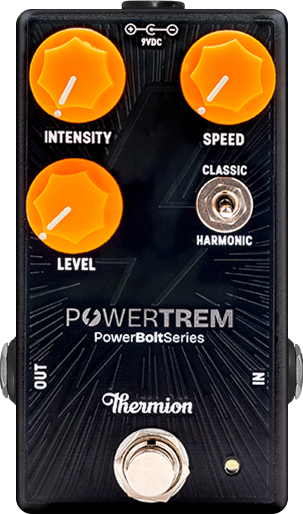 9VDC
INTENSITY
SPEED
CLASSIC
LEVEL
HARMONIC
POWERTREM
PowerBoltSeries
OUT
IN
Thermion